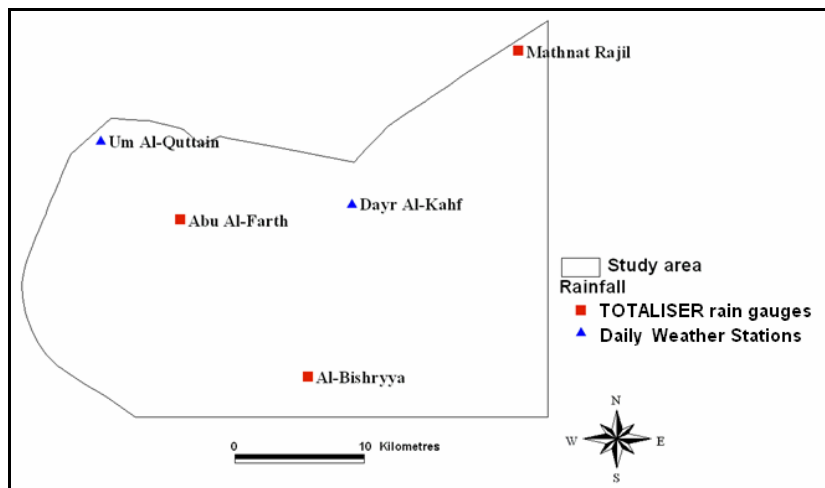 Mathnat Rajil
Um Al-Quttain
Dayr Al-Kahf
Abu Al-Farth
Study area
Rainfall
TOTALISER rain gauges
Daily Weather Stations
Al-Bishryya
N
W E
S
0 10 Kilometres